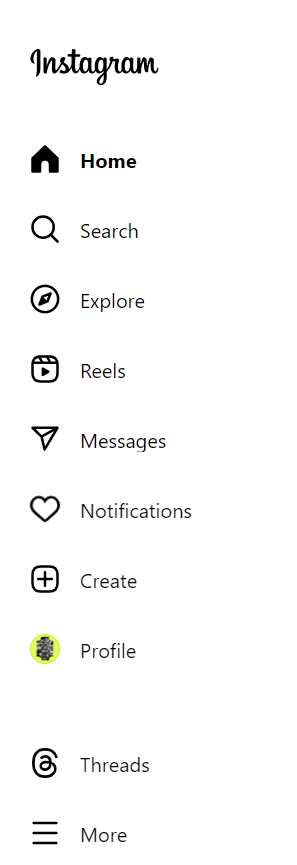 Instagram
Home
Search
Explore
Reels
Messages
Notifications
Create
Profile
Threads
More